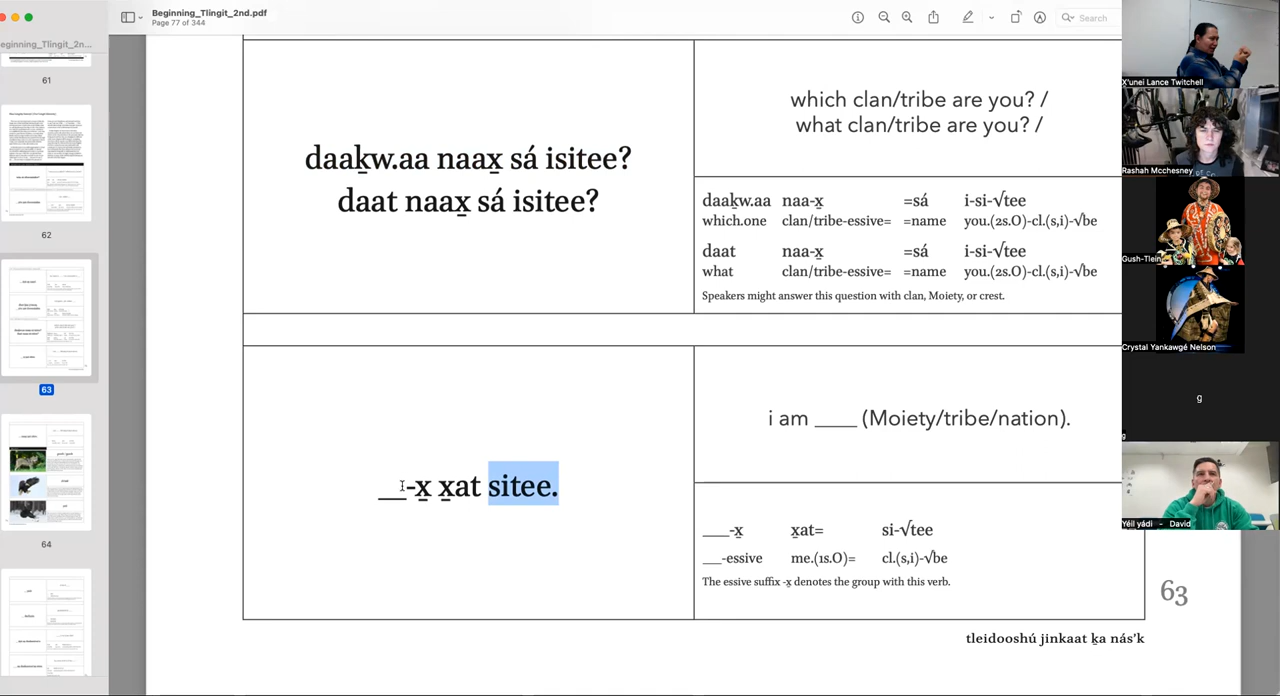 Beginning_Tlingit_2nd.pdf
Page 77 of 344
Search
eginning_Tlingit_2n...
61
62
63
64
daaḵw.aa naax̱ sá isitee?
daat naax̱ sá isitee?
which clan/tribe are you? /
what clan/tribe are you? /
daaḵw.aa naa-x̱ =sá i-si-√tee
which.one clan/tribe-essive= =name you.(2s.O)-cl.(s,i)-√be
daat naa-x̱ =sá i-si-√tee
what clan/tribe-essive= =name you.(2s.O)-cl.(s,i)-√be
Speakers might answer this question with clan, Moiety, or crest.
__-x̱ x̱at sitee.
i am ____ (Moiety/tribe/nation).
____-x̱ x̱at= si-√tee
___-essive me.(1s.O)= cl.(s,i)-√be
The essive suffix -x̱ denotes the group with this verb.
63
tleidooshú jinkaat ḵa nás'k
X̱'unei Lance Twitchell
Rashah Mcchesney
Gush-Tlein
Crystal Yankawgé Nelson
g
g
Yéil yádi - David